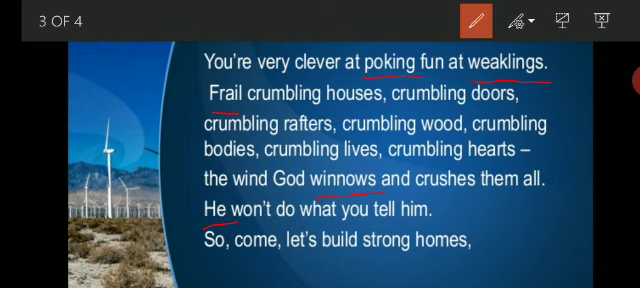 3 OF 4
You're very clever at poking fun at weaklings.
Frail crumbling houses, crumbling doors,
crumbling rafters, crumbling wood, crumbling
bodies, crumbling lives, crumbling hearts –
the wind God winnows and crushes them all.
He won't do what you tell him.
So, come, let's build strong homes,